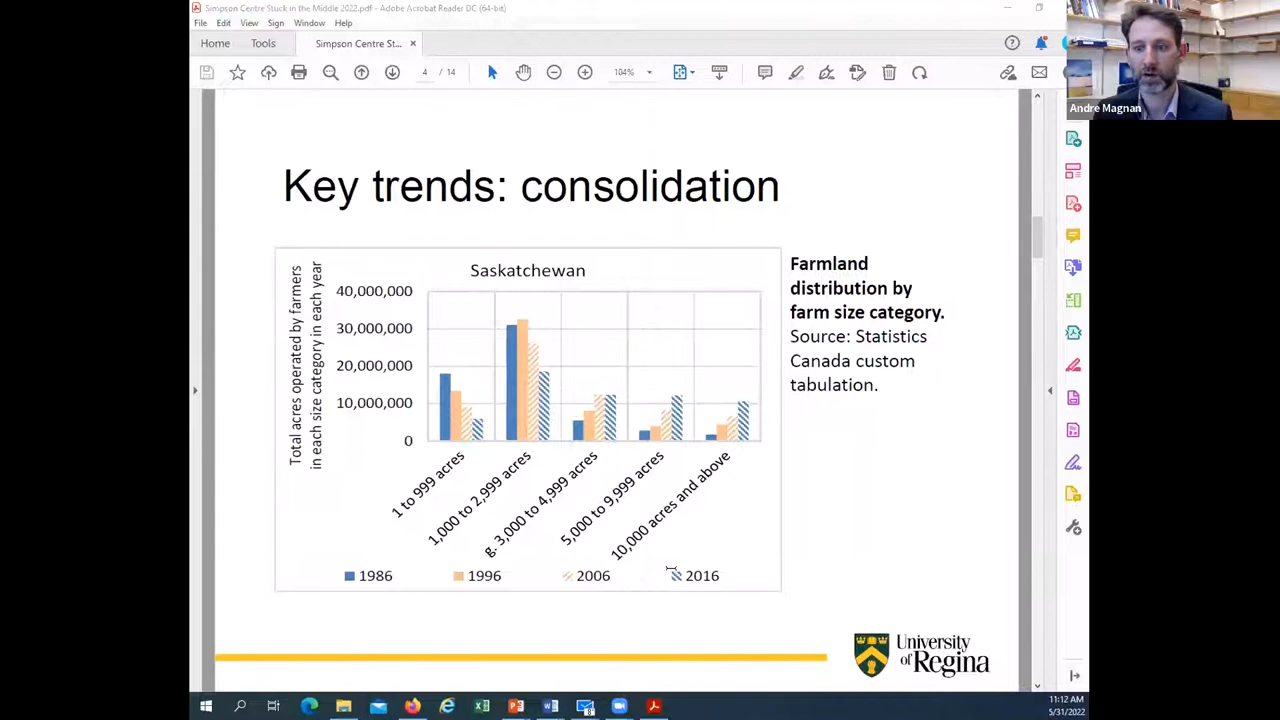 Simpson Centre Stuck in the Middle 2022.pdf - Adobe Acrobat Reader DC (64-bit)
File Edit View Sign Window Help
Home Tools Simpson Centre St... ×
4 / 14 104%
Andre Magnan
Key trends: consolidation
Saskatchewan
Total acres operated by farmers
in each size category in each year
40,000,000
30,000,000
20,000,000
10,000,000
0
1 to 999 acres
1,000 to 2,999 acres
g. 3,000 to 4,999 acres
5,000 to 9,999 acres
10,000 acres and above
1986 1996 2006 2016
Farmland
distribution by
farm size category.
Source: Statistics
Canada custom
tabulation.
University
of Regina
11:12 AM
5/31/2022